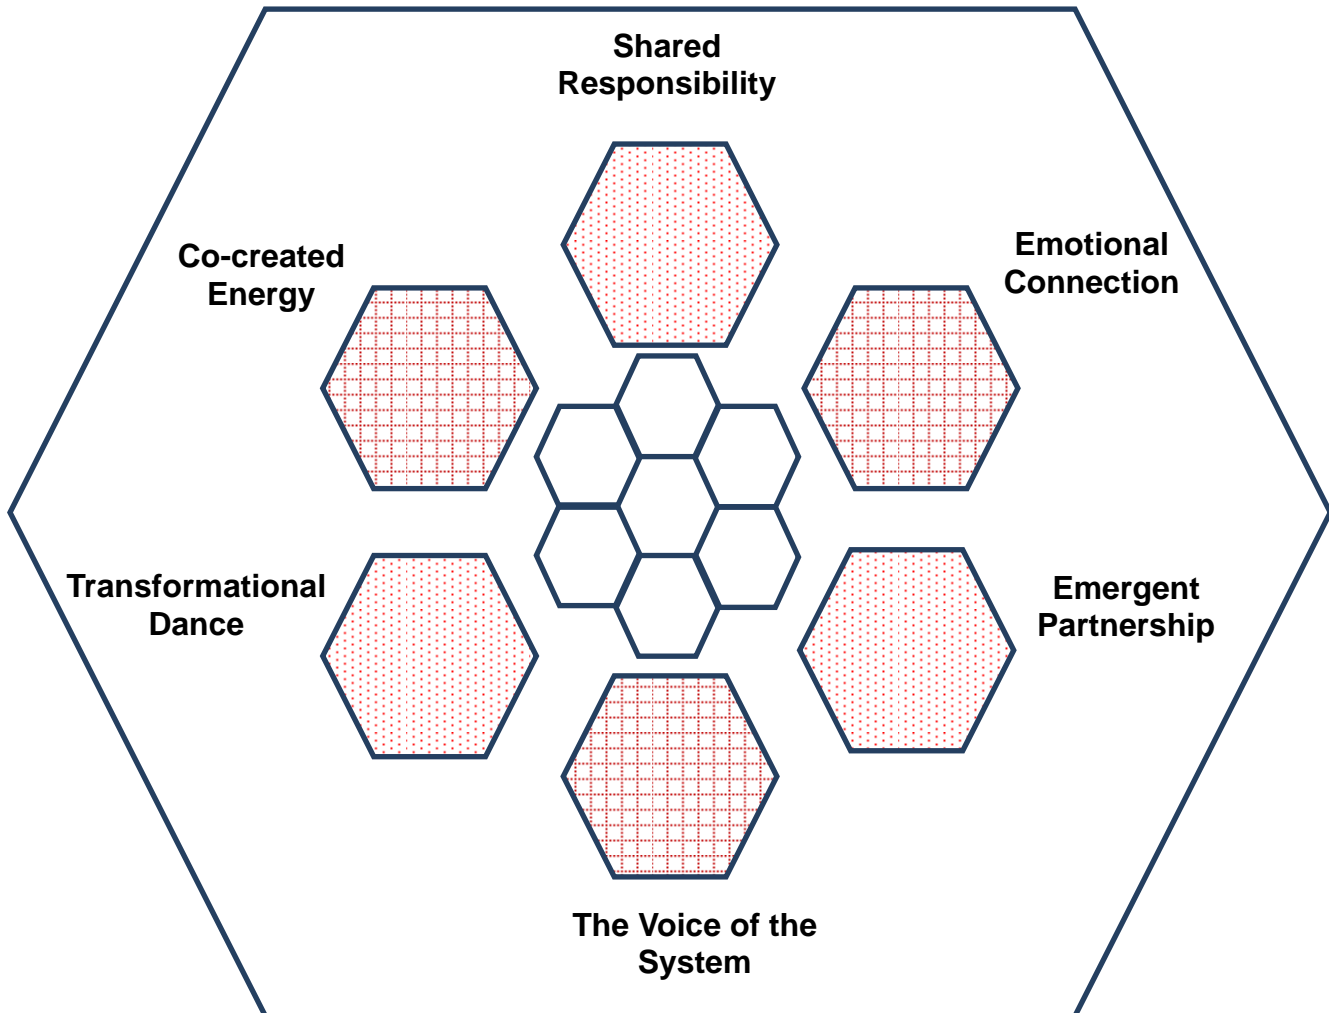 Shared
Responsibility
Co-created
Energy
Emotional
Connection
Transformational
Dance
Emergent
Partnership
The Voice of the
System